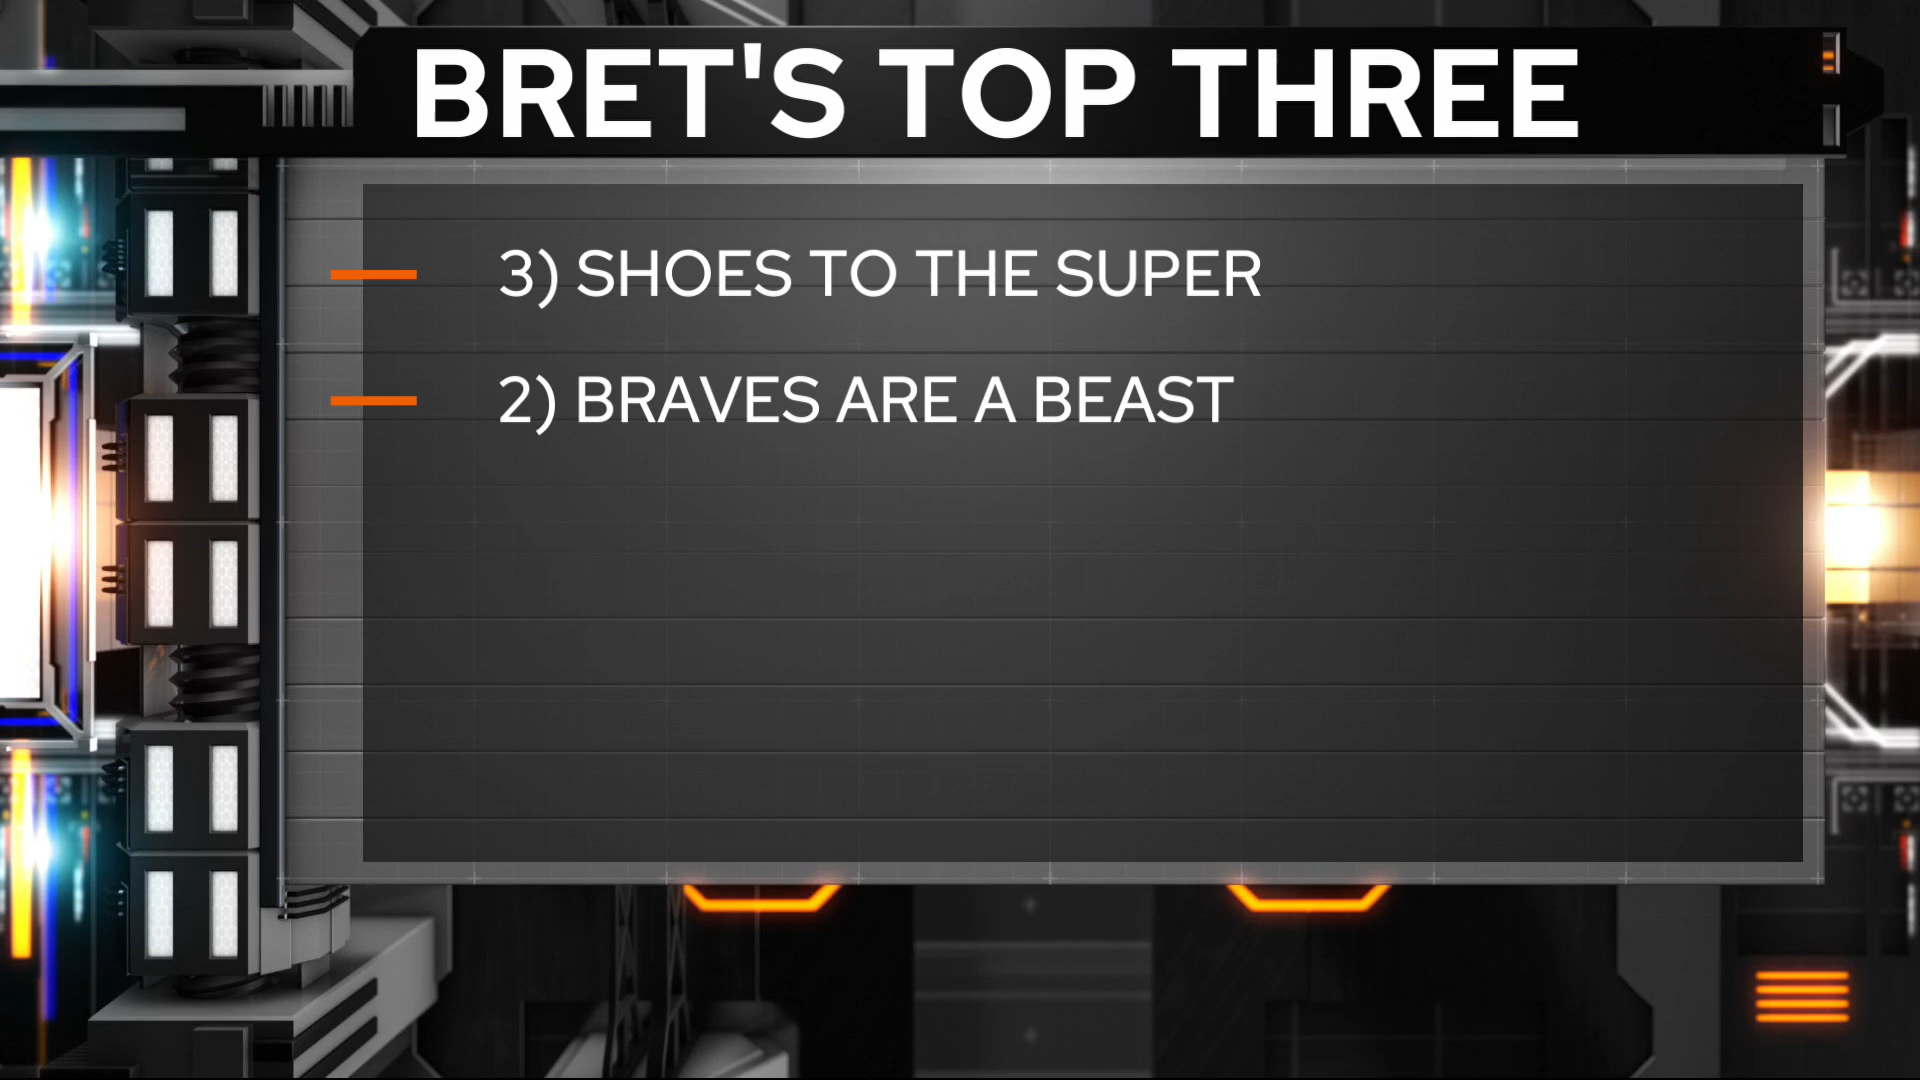 BRET'S TOP THREE
3) SHOES TO THE SUPER
2) BRAVES ARE A BEAST